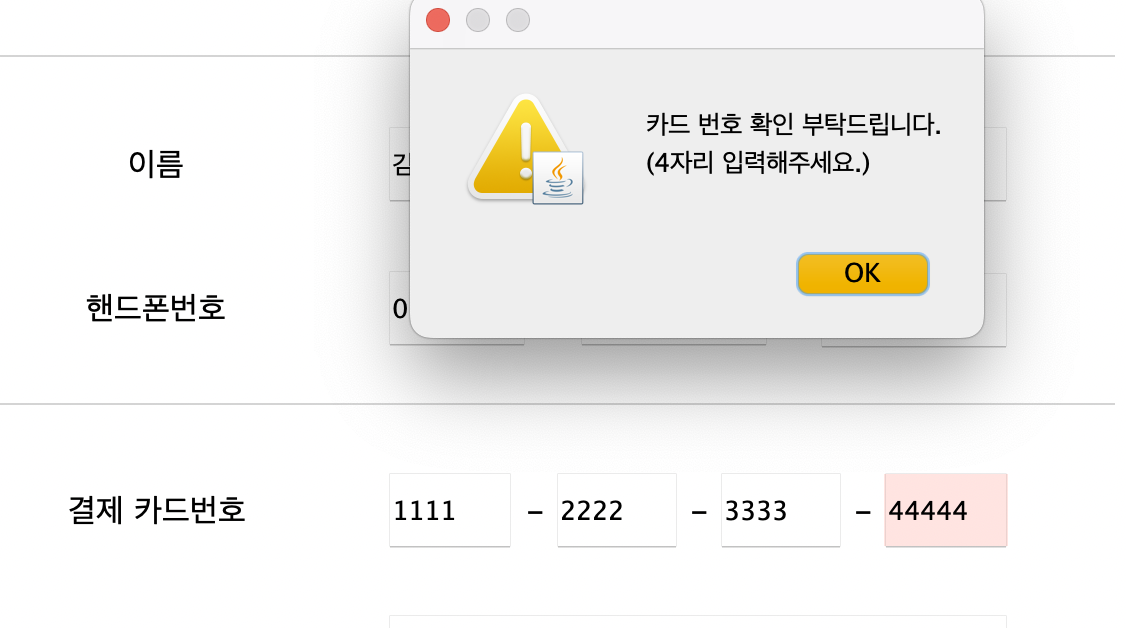 카드 번호 확인 부탁드립니다.
(4자리 입력해주세요.)
OK
이름 김
핸드폰번호 0
결제 카드번호 1111 - 2222 - 3333 - 44444